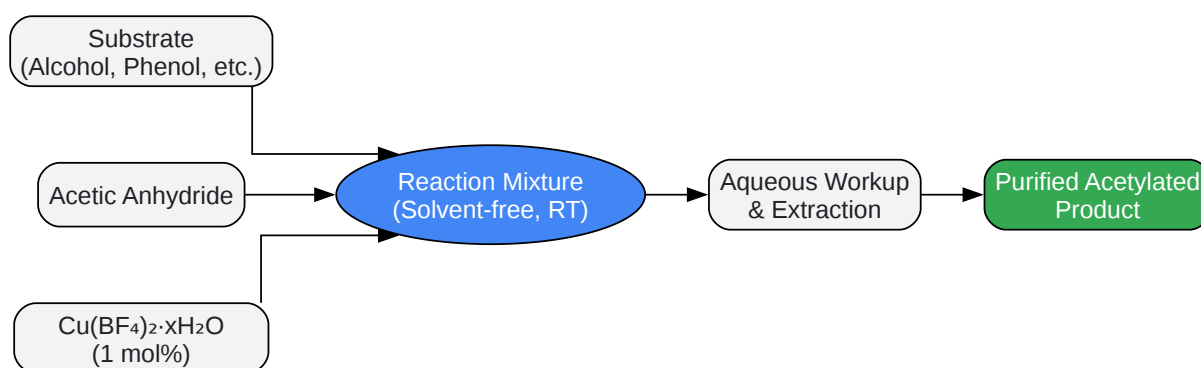 Substrate
(Alcohol, Phenol, etc.)
Acetic Anhydride
Cu(BF₄)₂·xH₂O
(1 mol%)
Reaction Mixture
(Solvent-free, RT)
Aqueous Workup
& Extraction
Purified Acetylated
Product